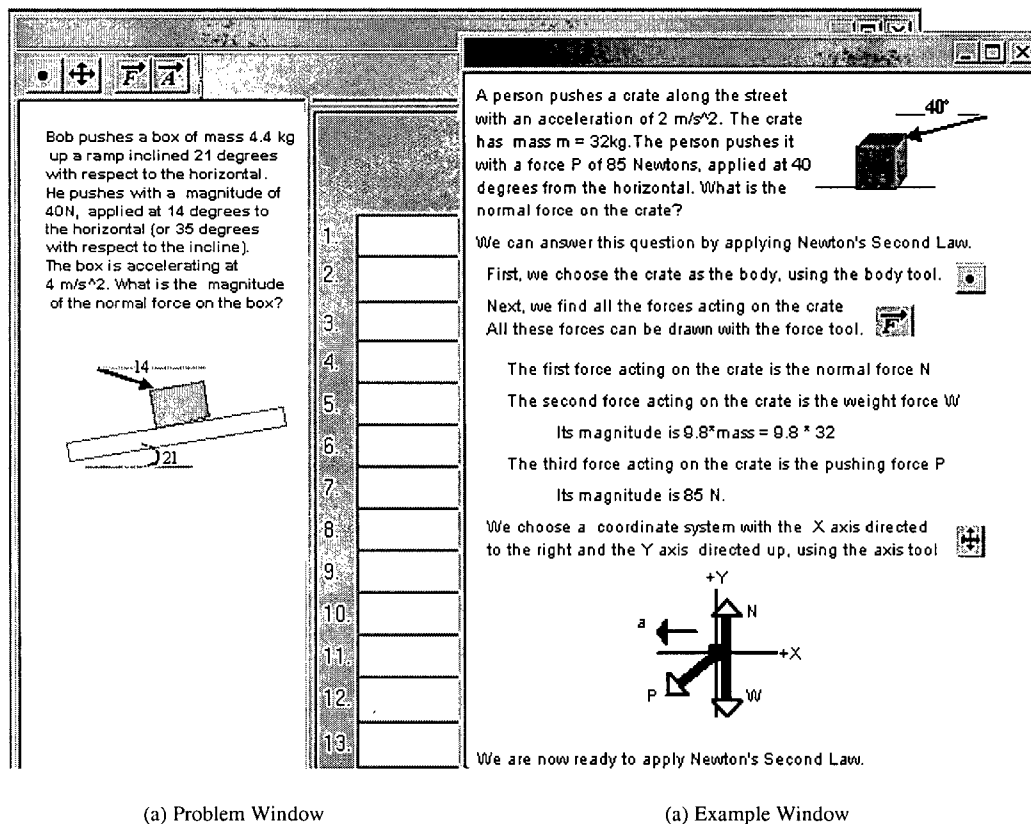 F A
Bob pushes a box of mass 4.4 kg
up a ramp inclined 21 degrees
with respect to the horizontal.
He pushes with a magnitude of
40N, applied at 14 degrees to
the horizontal (or 35 degrees
with respect to the incline).
The box is accelerating at
4 m/s^2. What is the magnitude
of the normal force on the box?
14
21
1.
2.
3.
4.
5.
6.
7.
8.
9.
10.
11.
12.
13.
A person pushes a crate along the street
with an acceleration of 2 m/s^2. The crate
has mass m = 32kg. The person pushes it
with a force P of 85 Newtons, applied at 40
degrees from the horizontal. What is the
normal force on the crate?
40°
We can answer this question by applying Newton's Second Law.
First, we choose the crate as the body, using the body tool.
Next, we find all the forces acting on the crate
All these forces can be drawn with the force tool.
F
The first force acting on the crate is the normal force N
The second force acting on the crate is the weight force W
Its magnitude is 9.8*mass = 9.8 * 32
The third force acting on the crate is the pushing force P
Its magnitude is 85 N.
We choose a coordinate system with the X axis directed
to the right and the Y axis directed up, using the axis tool
+Y
N
a
+X
P
W
We are now ready to apply Newton's Second Law.
(a) Problem Window
(a) Example Window